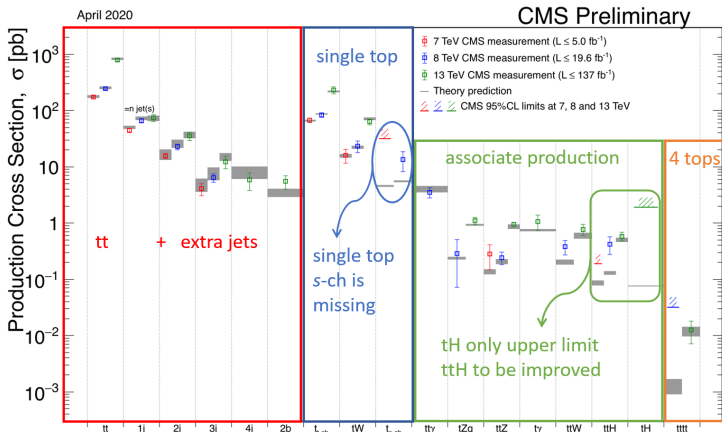 April 2020
CMS Preliminary
Production Cross Section, σ [pb]
10³
10²
10
1
10⁻¹
10⁻²
10⁻³
7 TeV CMS measurement (L ≤ 5.0 fb⁻¹)
8 TeV CMS measurement (L ≤ 19.6 fb⁻¹)
13 TeV CMS measurement (L ≤ 137 fb⁻¹)
Theory prediction
CMS 95%CL limits at 7, 8 and 13 TeV
=n jet(s)
single top
associate production
4 tops
tt + extra jets
single top
s-ch is
missing
tH only upper limit
ttH to be improved
tt 1j 2j 3j 4j 2b tW ttγ tZq ttZ tγ ttW ttH tH tttt